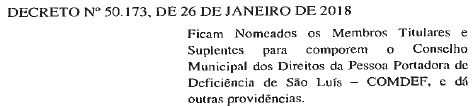 DECRETO Nº 50.173, DE 26 DE JANEIRO DE 2018
Ficam Nomeados os Membros Titulares e
Suplentes para comporem o Conselho
Municipal dos Direitos da Pessoa Portadora de
Deficiência de São Luís – COMDEF, e dá
outras providências.